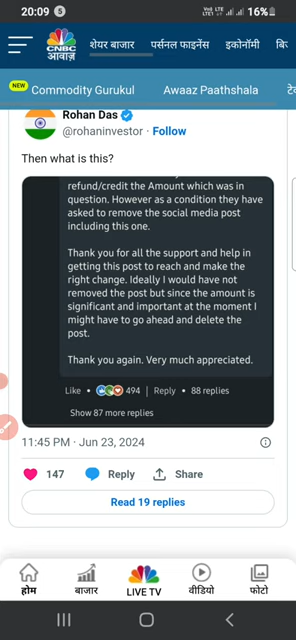 20:09 5 16%
CNBC
आवाज़
शेयर बाजार पर्सनल फाइनेंस इकोनॉमी
NEW Commodity Gurukul Awaaz Paathshala
Rohan Das
@rohaninvestor · Follow
Then what is this?
refund/credit the Amount which was in
question. However as a condition they have
asked to remove the social media post
including this one.
Thank you for all the support and help in
getting this post to reach and make the
right change. Ideally I would have not
removed the post but since the amount is
significant and important at the moment I
might have to go ahead and delete the
post.
Thank you again. Very much appreciated.
Like • 494 | Reply • 88 replies
Show 87 more replies
11:45 PM · Jun 23, 2024
147 Reply Share
Read 19 replies
होम बाजार LIVE TV वीडियो फोटो